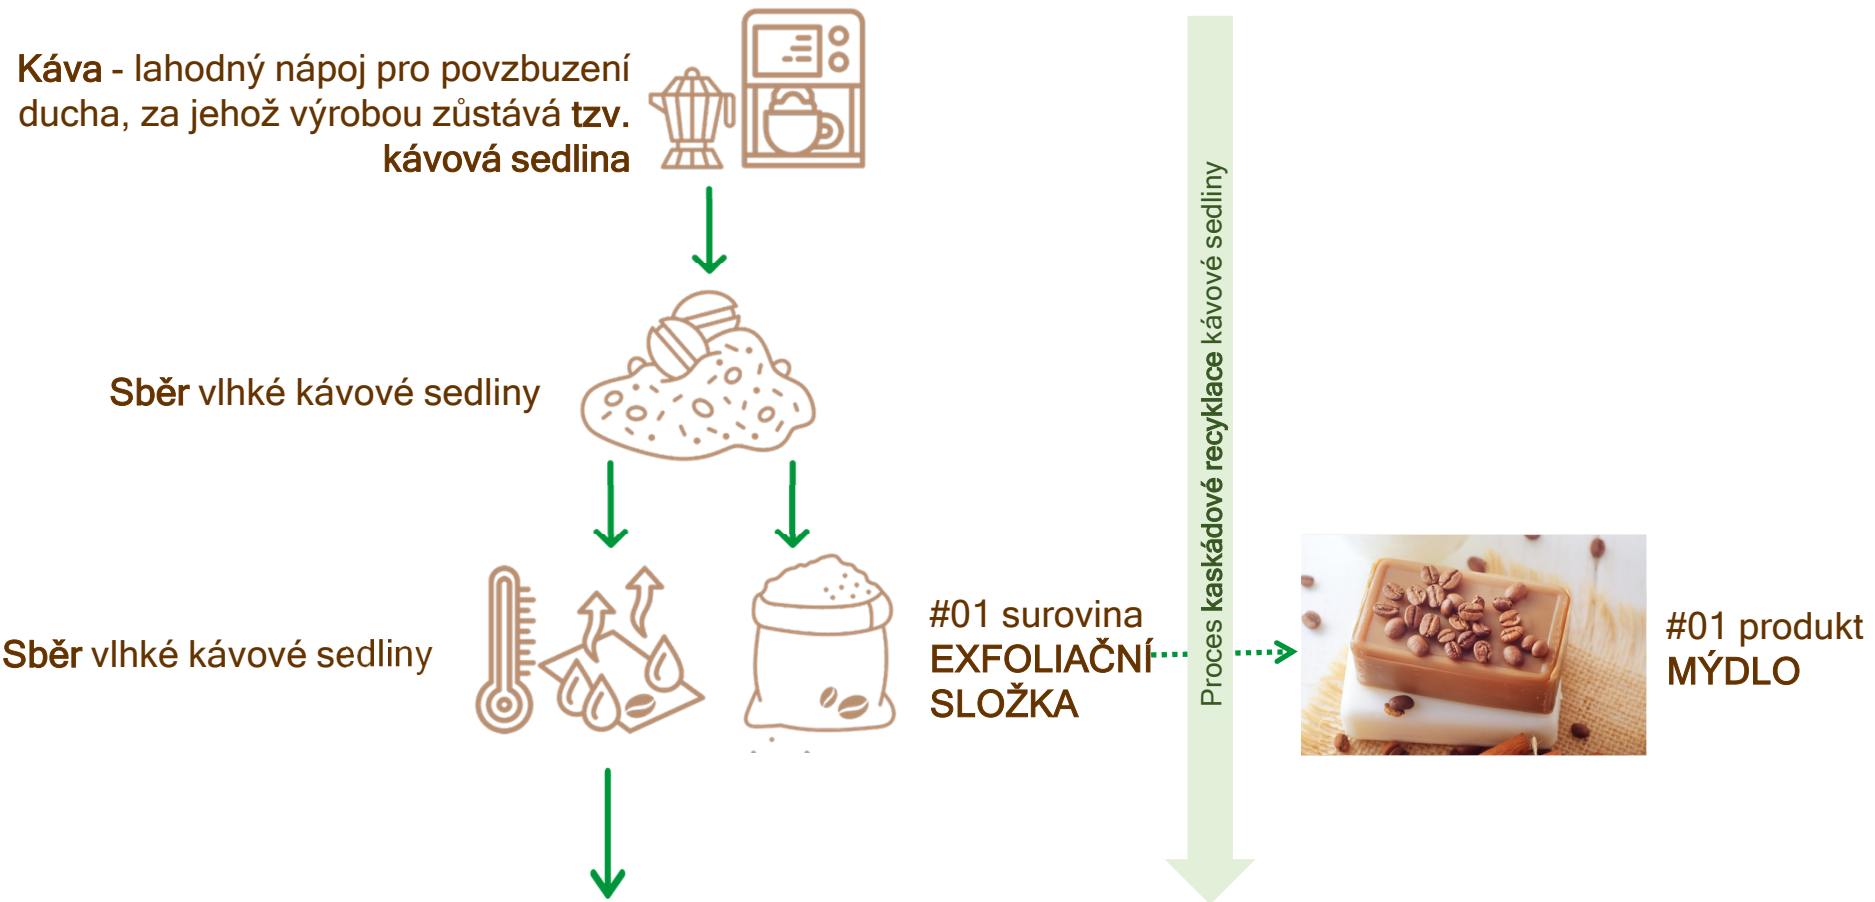 Káva - lahodný nápoj pro povzbuzení
ducha, za jehož výrobou zůstává tzv.
kávová sedlina
Sběr vlhké kávové sedliny
Sběr vlhké kávové sedliny
#01 surovina
EXFOLIAČNÍ
SLOŽKA
Proces kaskádové recyklace kávové sedliny
#01 produkt
MÝDLO